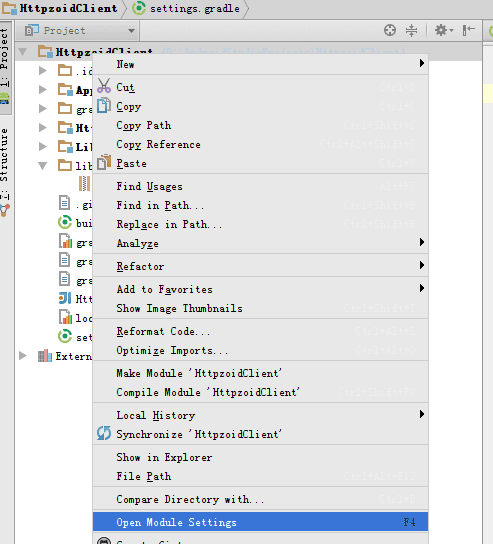 HttpzoidClient settings.gradle
1: Project
Project
HttpzoidClient
New
.id
Cut
App
Copy
gra
Copy Path
Ht
Copy Reference
Lib
Paste
lib
7: Structure
Find Usages
.gi
Find in Path...
bui
Replace in Path...
gra
Analyze
gra
Refactor
gra
Add to Favorites
Htt
Show Image Thumbnails
loc
Reformat Code...
set
Optimize Imports...
Extern
Make Module 'HttpzoidClient'
Compile Module 'HttpzoidClient'
Local History
Synchronize 'HttpzoidClient'
Show in Explorer
File Path
Compare Directory with...
Open Module Settings F4